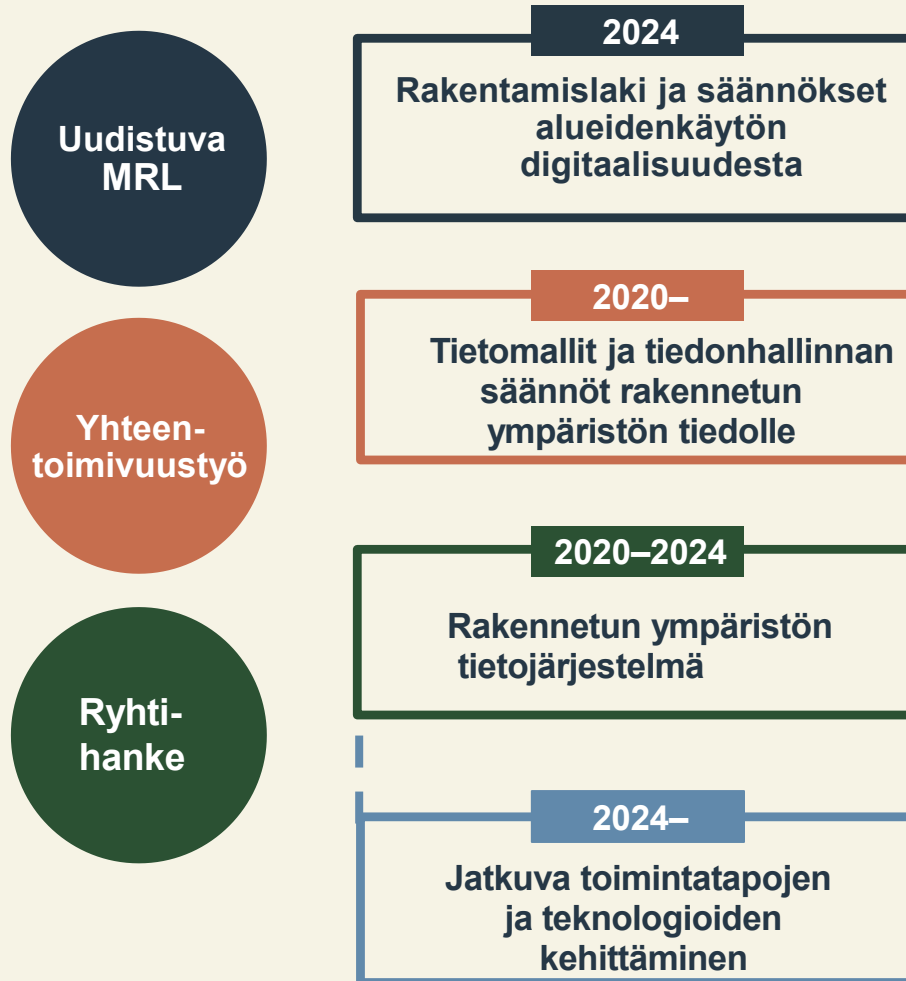 Uudistuva
MRL
2024
Rakentamislaki ja säännökset
alueidenkäytön
digitaalisuudesta
Yhteen-
toimivuustyö
2020–
Tietomallit ja tiedonhallinnan
säännöt rakennetun
ympäristön tiedolle
Ryhti-
hanke
2020–2024
Rakennetun ympäristön
tietojärjestelmä
2024–
Jatkuva toimintatapojen
ja teknologioiden
kehittäminen